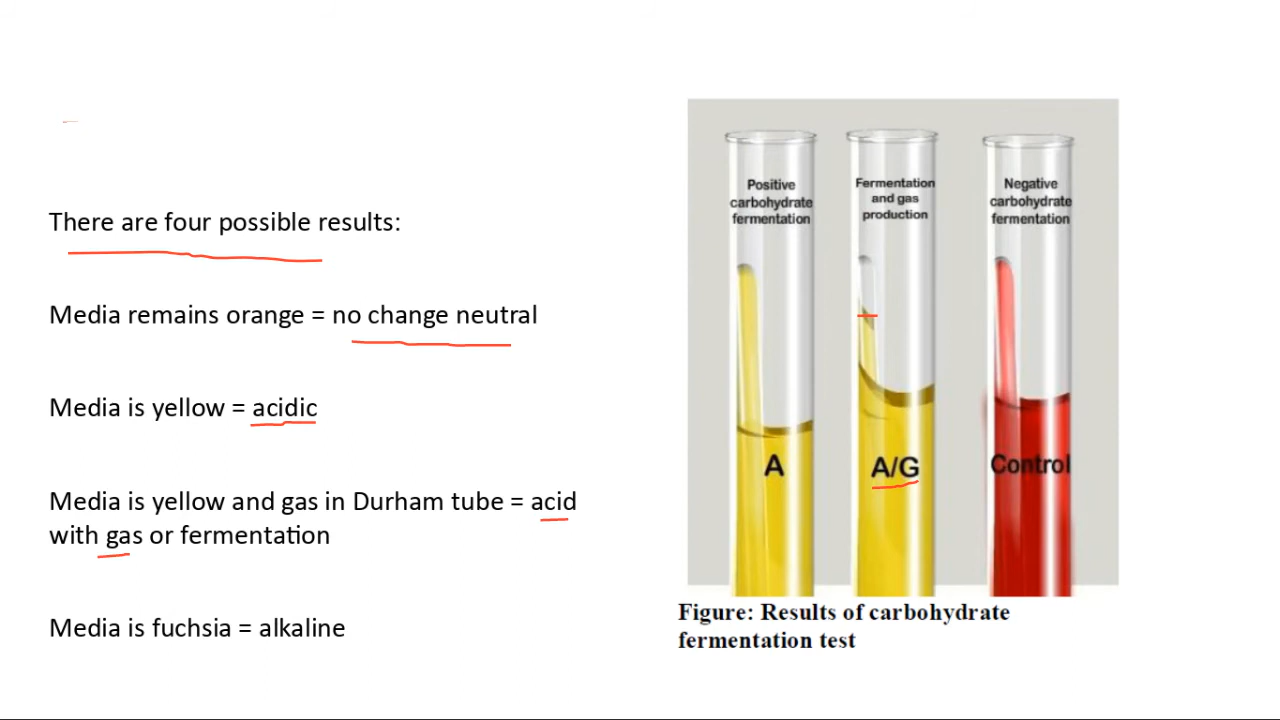 There are four possible results:
Media remains orange = no change neutral
Media is yellow = acidic
Media is yellow and gas in Durham tube = acid
with gas or fermentation
Media is fuchsia = alkaline
Positive
carbohydrate
fermentation
A
Fermentation
and gas
production
A/G
Negative
carbohydrate
fermentation
Control
Figure: Results of carbohydrate
fermentation test